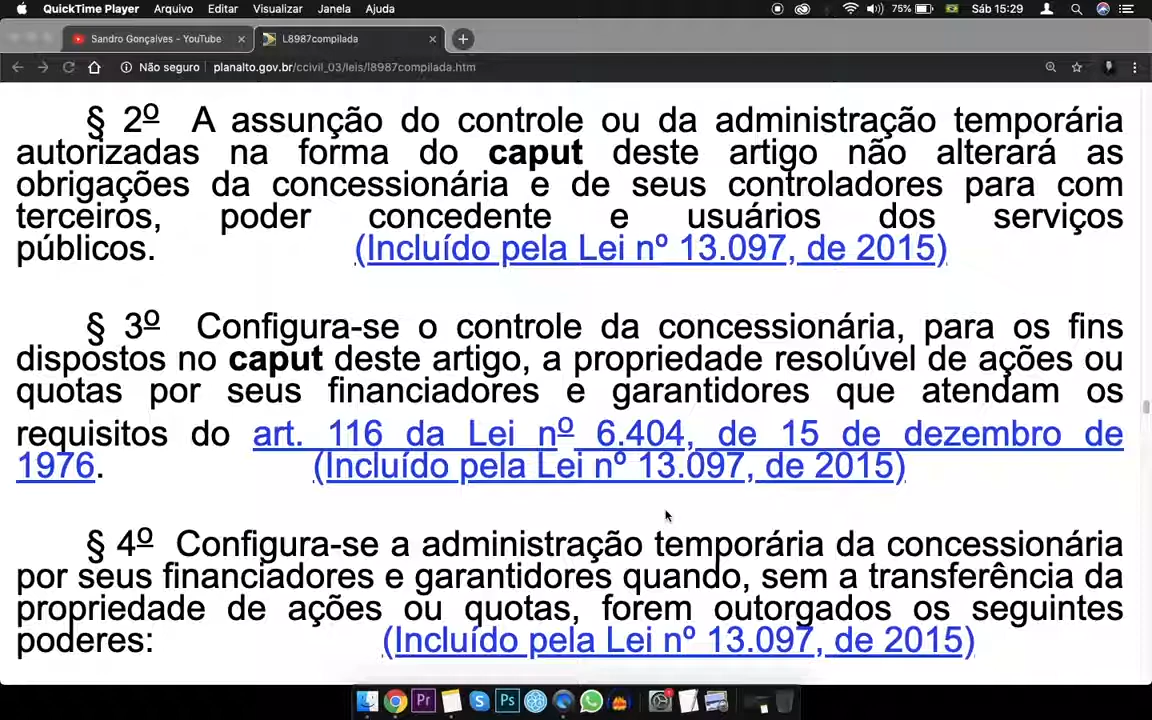 QuickTime Player Arquivo Editar Visualizar Janela Ajuda 75% Sáb 15:29
Sandro Gonçalves - YouTube L8987compilada
Não seguro planalto.gov.br/ccivil_03/leis/l8987compilada.htm
§ 2º A assunção do controle ou da administração temporária
autorizadas na forma do caput deste artigo não alterará as
obrigações da concessionária e de seus controladores para com
terceiros, poder concedente e usuários dos serviços
públicos. (Incluído pela Lei nº 13.097, de 2015)
§ 3º Configura-se o controle da concessionária, para os fins
dispostos no caput deste artigo, a propriedade resolúvel de ações ou
quotas por seus financiadores e garantidores que atendam os
requisitos do art. 116 da Lei nº 6.404, de 15 de dezembro de
1976. (Incluído pela Lei nº 13.097, de 2015)
§ 4º Configura-se a administração temporária da concessionária
por seus financiadores e garantidores quando, sem a transferência da
propriedade de ações ou quotas, forem outorgados os seguintes
poderes: (Incluído pela Lei nº 13.097, de 2015)
Pr Ps